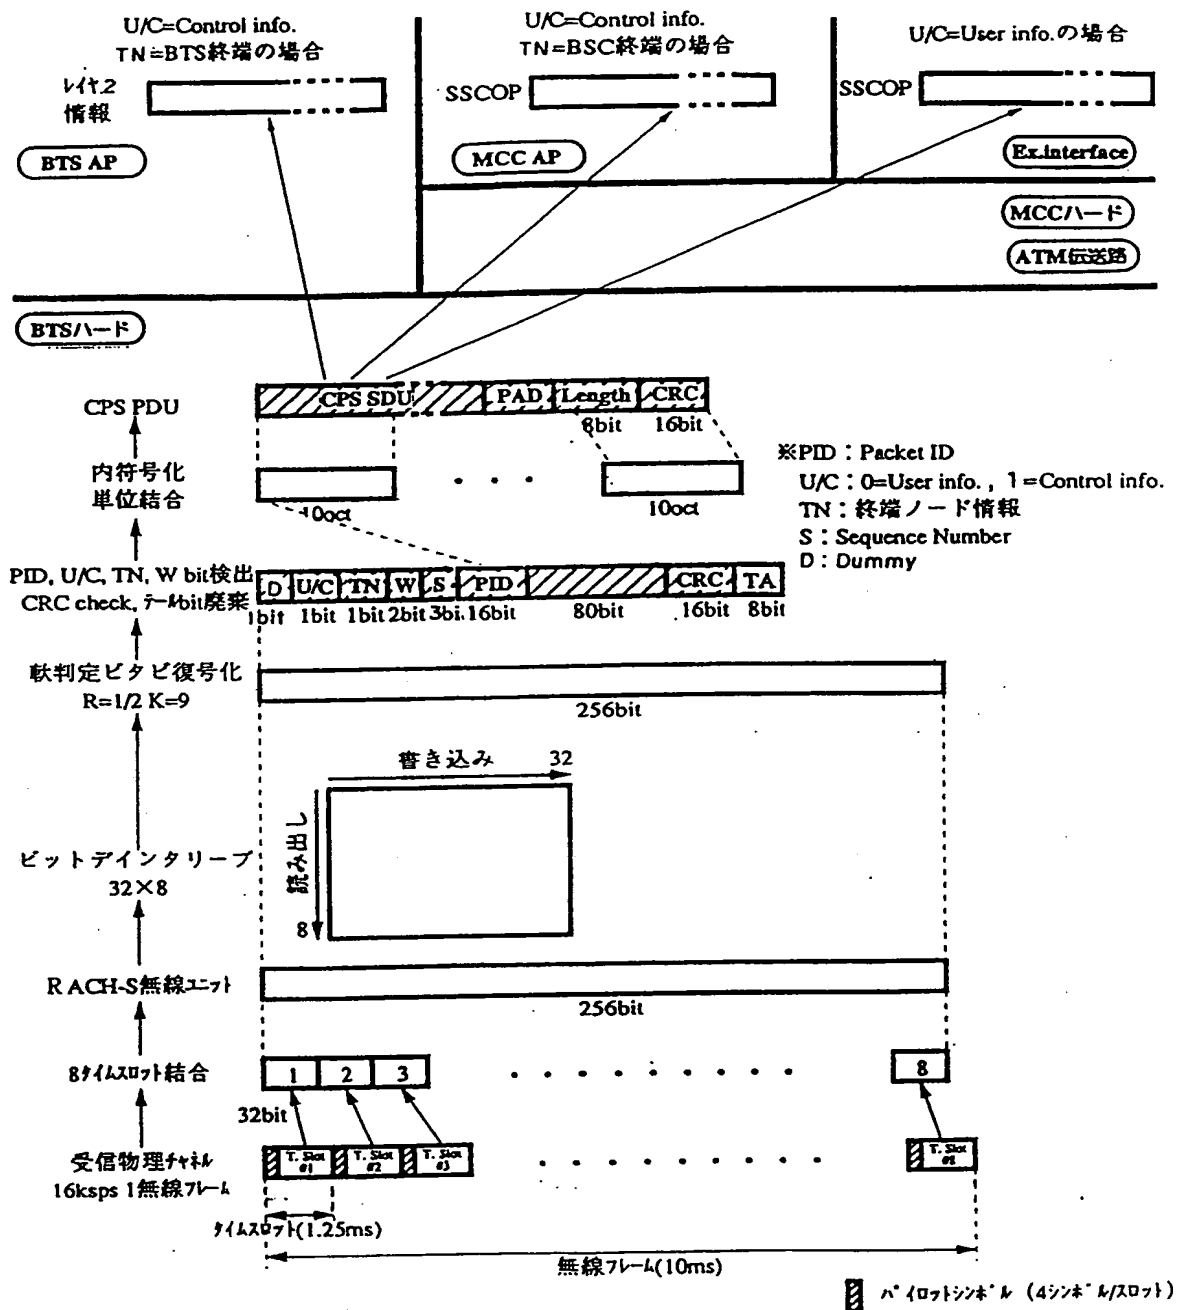 U/C=Control info.
TN=BTS終端の場合
U/C=Control info.
TN=BSC終端の場合
U/C=User info.の場合
レイヤ2
情報
SSCOP
SSCOP
BTS AP
MCC AP
Ex.interface
MCCハード
ATM伝送路
BTSハード
CPS PDU
CPS SDU
PAD
Length
CRC
8bit
16bit
内符号化
単位結合
10oct
10oct
※PID：Packet ID
U/C：0=User info. , 1=Control info.
TN：終端ノード情報
S：Sequence Number
D：Dummy
PID, U/C, TN, W bit検出
CRC check, テールbit廃棄
D
U/C
TN
W
S
PID
CRC
TA
1bit
1bit
1bit
2bit
3bi.
16bit
80bit
16bit
8bit
軟判定ビタビ復号化
R=1/2 K=9
256bit
書き込み
32
読み出し
8
ビットデインタリーブ
32×8
RACH-S無線ユニット
256bit
8タイムスロット結合
1
2
3
8
32bit
受信物理チャネル
16ksps 1無線フレーム
T. Slot
#1
T. Slot
#2
T. Slot
#3
T. Slot
#8
タイムスロット(1.25ms)
無線フレーム(10ms)
パイロットシンボル（4シンボル/スロット）